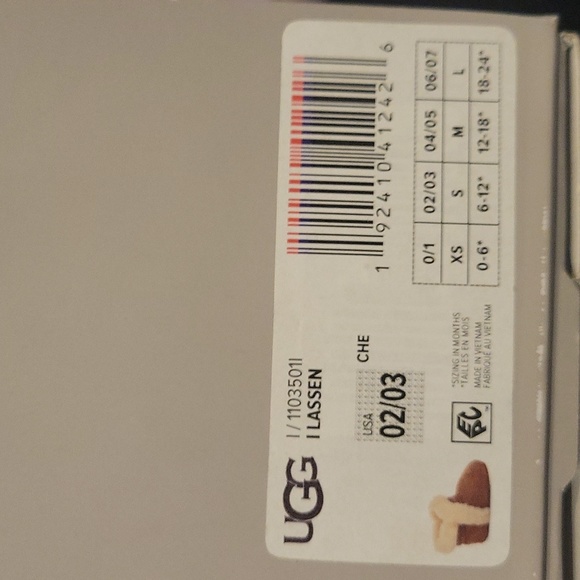 UGG
I / 1103501I
I LASSEN
USA
02/03
CHE
*SIZING IN MONTHS
*TAILLES EN MOIS
MADE IN VIETNAM
FABRIQUÉ AU VIETNAM
1 92410 41242 6
0/1 02/03 04/05 06/07
XS S M L
0-6* 6-12* 12-18* 18-24*